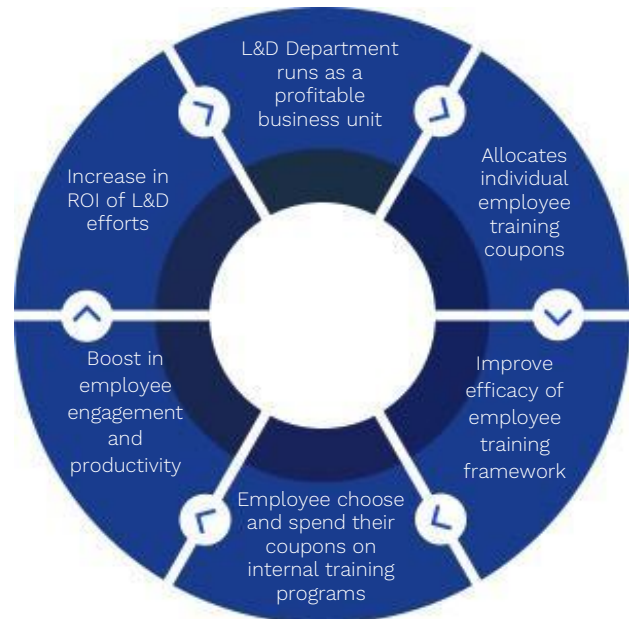 L&D Department
runs as a
profitable
business unit
Allocates
individual
employee
training
coupons
Improve
efficacy of
employee
training
framework
Employee choose
and spend their
coupons on
internal training
programs
Boost in
employee
engagement
and
productivity
Increase in
ROI of L&D
efforts